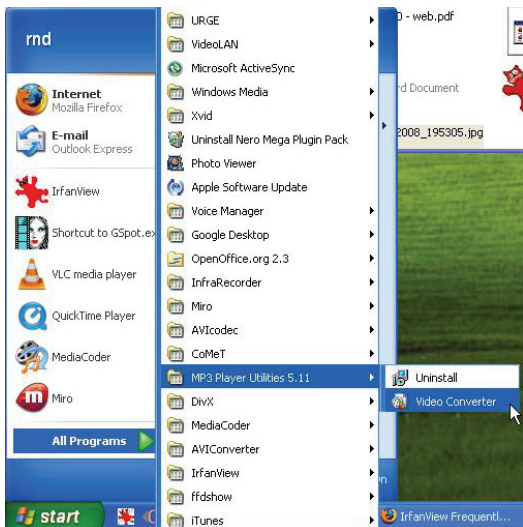 rnd
Internet
Mozilla Firefox
E-mail
Outlook Express
IrfanView
Shortcut to GSpot.ex
VLC media player
QuickTime Player
MediaCoder
Miro
All Programs
start
URGE
VideoLAN
Microsoft ActiveSync
Windows Media
Xvid
Uninstall Nero Mega Plugin Pack
Photo Viewer
Apple Software Update
Voice Manager
Google Desktop
OpenOffice.org 2.3
InfraRecorder
Miro
AVIcodec
CoMeT
MP3 Player Utilities 5.11
DivX
MediaCoder
AVIConverter
IrfanView
ffdshow
iTunes
Uninstall
Video Converter
0 - web.pdf
rd Document
2008_195305.jpg
IrfanView Frequentl...